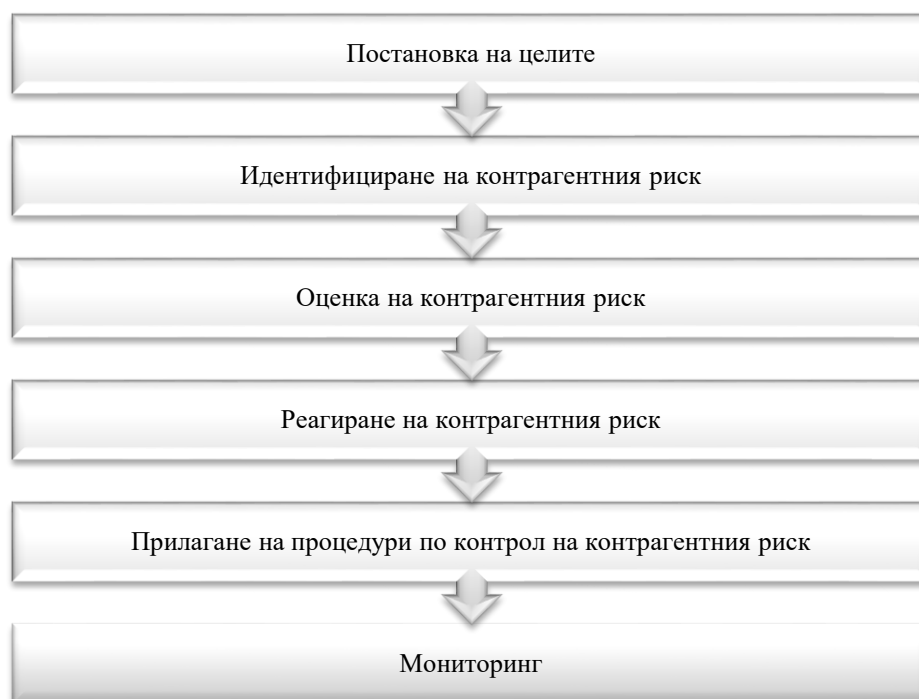 Постановка на целите
Идентифициране на контрагентния риск
Оценка на контрагентния риск
Реагиране на контрагентния риск
Прилагане на процедури по контрол на контрагентния риск
Мониторинг